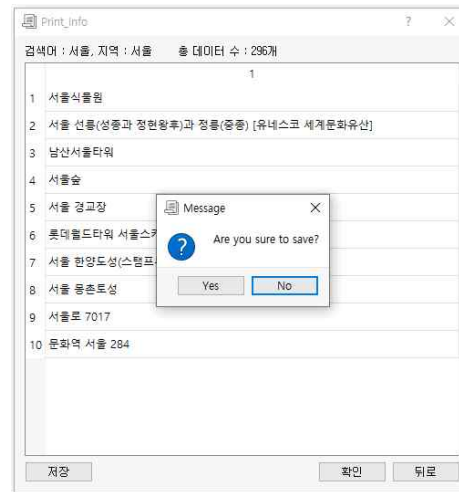 Print_Info
검색어 : 서울, 지역 : 서울 총 데이터 수 : 296개
1
1 서울식물원
2 서울 선릉(성종과 정현왕후)과 정릉(중종) [유네스코 세계문화유산]
3 남산서울타워
4 서울숲
5 서울 경교장
6 롯데월드타워 서울스카
7 서울 한양도성(스탬프
8 서울 몽촌토성
9 서울로 7017
10 문화역 서울 284
Message
Are you sure to save?
Yes No
저장 확인 뒤로